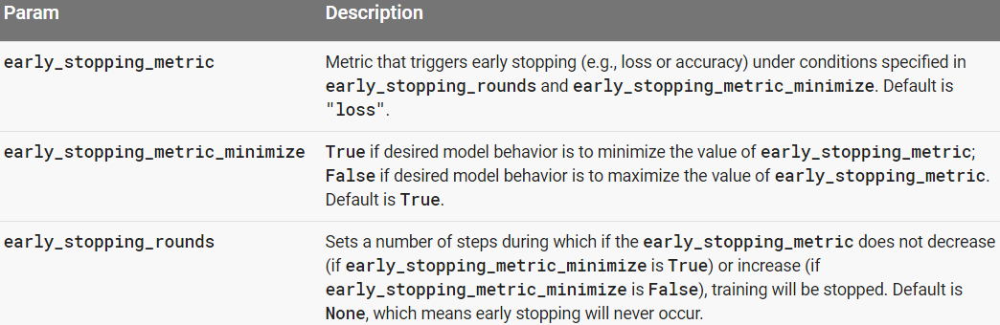 Param Description
early_stopping_metric Metric that triggers early stopping (e.g., loss or accuracy) under conditions specified in
early_stopping_rounds and early_stopping_metric_minimize. Default is
"loss".
early_stopping_metric_minimize True if desired model behavior is to minimize the value of early_stopping_metric;
False if desired model behavior is to maximize the value of early_stopping_metric.
Default is True.
early_stopping_rounds Sets a number of steps during which if the early_stopping_metric does not decrease
(if early_stopping_metric_minimize is True) or increase (if
early_stopping_metric_minimize is False), training will be stopped. Default is
None, which means early stopping will never occur.